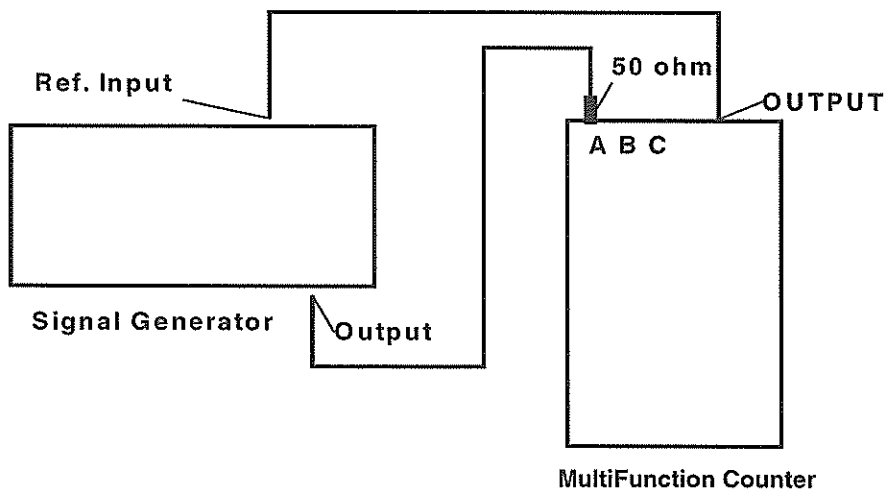 50 ohm
Ref. Input
OUTPUT
A B C
Signal Generator
Output
MultiFunction Counter